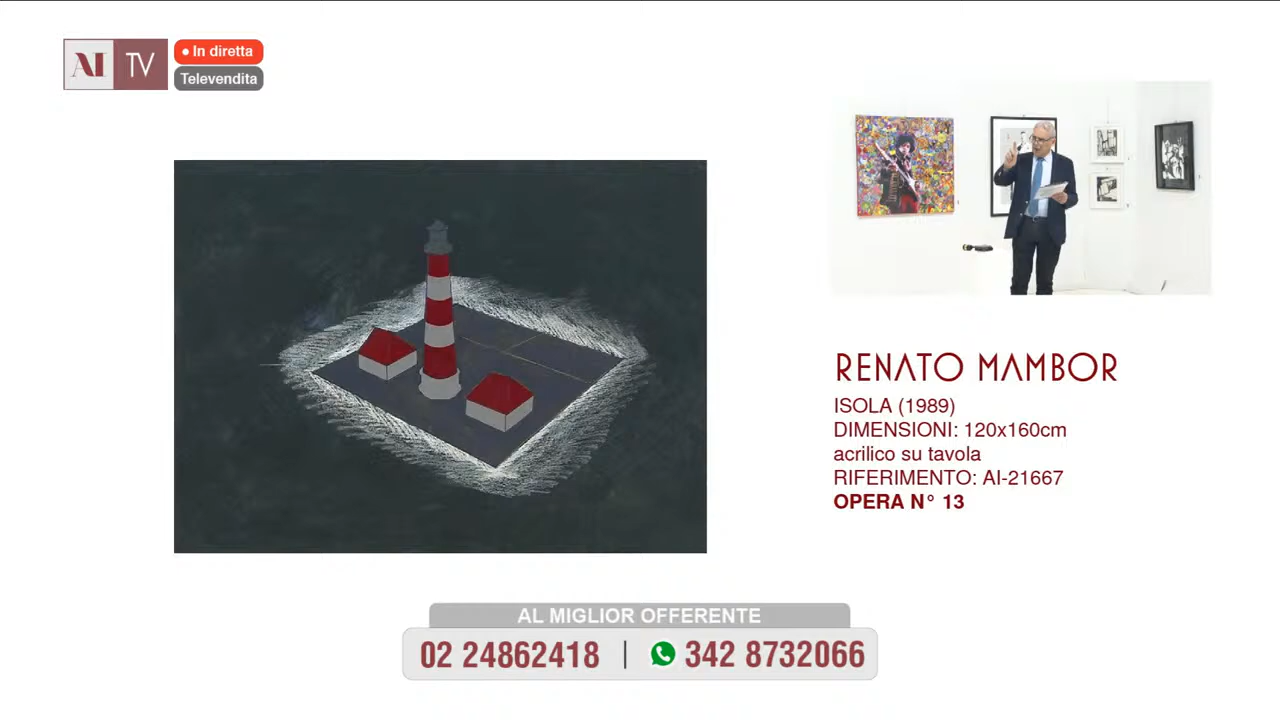 AI TV
• In diretta
Televendita
RENATO MAMBOR
ISOLA (1989)
DIMENSIONI: 120x160cm
acrilico su tavola
RIFERIMENTO: AI-21667
OPERA N° 13
AL MIGLIOR OFFERENTE
02 24862418 | 342 8732066